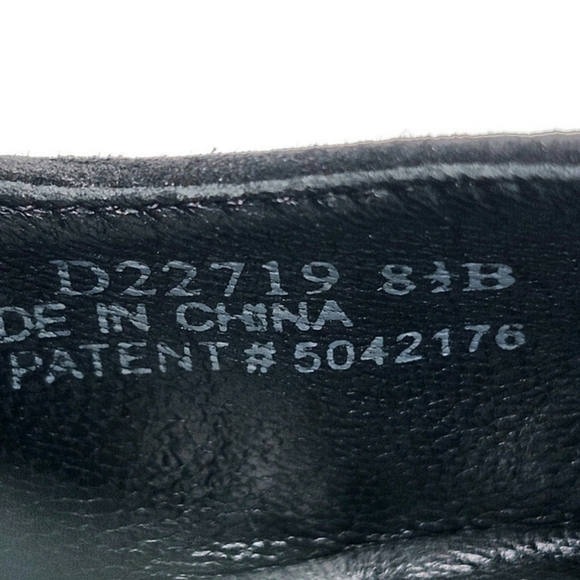 D22719 8½B
DE IN CHINA
PATENT # 5042176